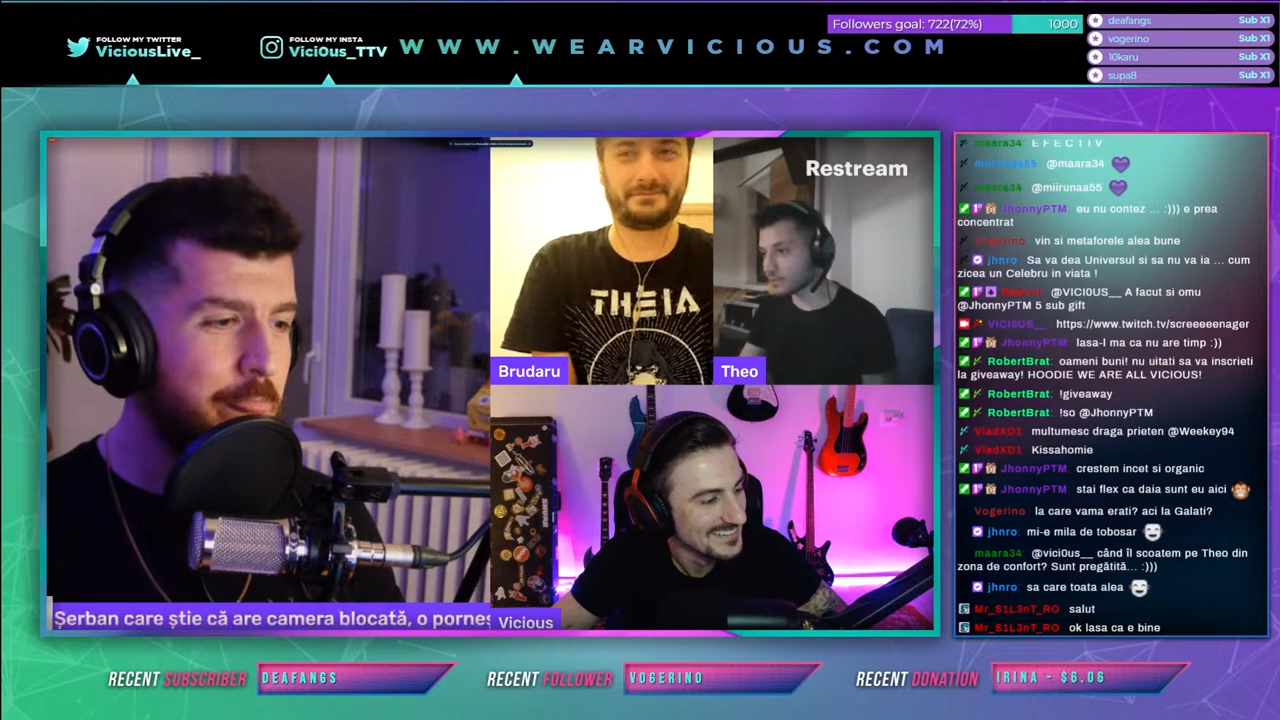 FOLLOW MY TWITTER
ViciousLive_
FOLLOW MY INSTA
Vici0us_TTV
WWW.WEARVICIOUS.COM
Followers goal: 722(72%)
1000
deafangs Sub X1
vogerino Sub X1
10karu Sub X1
supa8 Sub X1
Restream
THEIA
Brudaru
Theo
Șerban care știe că are camera blocată, o pornes
Vicious
maara34: E F E C T I V
miirunaa55: @maara34
maara34: @miirunaa55
JhonnyPTM: eu nu contez ... :))) e prea
concentrat
Vogerino: vin si metaforele alea bune
jhnro: Sa va dea Universul si sa nu va ia ... cum
zicea un Celebru in viata !
@VICI0US__ A facut si omu
@JhonnyPTM 5 sub gift
VICI0US__: https://www.twitch.tv/screeeeenager
JhonnyPTM: lasa-l ma ca nu are timp :))
RobertBrat: oameni buni! nu uitati sa va inscrieti
la giveaway! HOODIE WE ARE ALL VICIOUS!
RobertBrat: !giveaway
RobertBrat: !so @JhonnyPTM
VladXD1: multumesc draga prieten @Weekey94
VladXD1: Kissahomie
JhonnyPTM: crestem incet si organic
JhonnyPTM: stai flex ca daia sunt eu aici
Vogerino: la care vama erati? aci la Galati?
jhnro: mi-e mila de tobosar
maara34: @vici0us__ când îl scoatem pe Theo din
zona de confort? Sunt pregătită... :)))
jhnro: sa care toata alea
Mr_S1L3nT_RO: salut
Mr_S1L3nT_RO: ok lasa ca e bine
RECENT SUBSCRIBER DEAFANGS
RECENT FOLLOWER VOGERINO
RECENT DONATION IRINA - $6.06